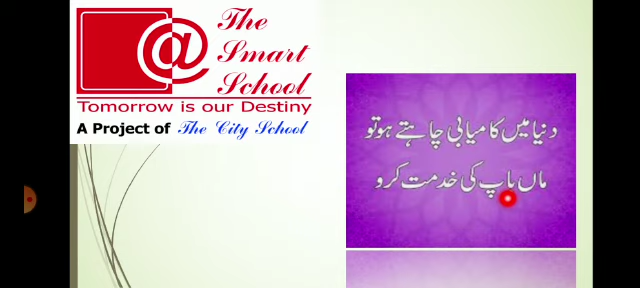 The
Smart
School
Tomorrow is our Destiny
A Project of The City School
دنیا میں کامیابی چاہتے ہو تو
ماں باپ کی خدمت کرو